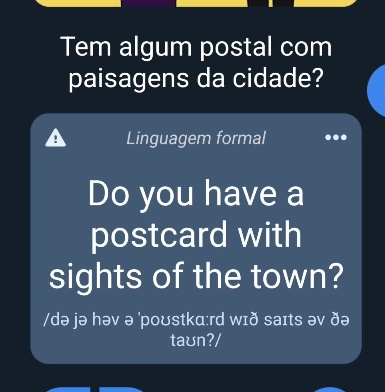 Tem algum postal com
paisagens da cidade?
Linguagem formal
Do you have a
postcard with
sights of the town?
/də jə həv ə ˈpoʊstkɑːrd wɪð saɪts əv ðə
taʊn?/